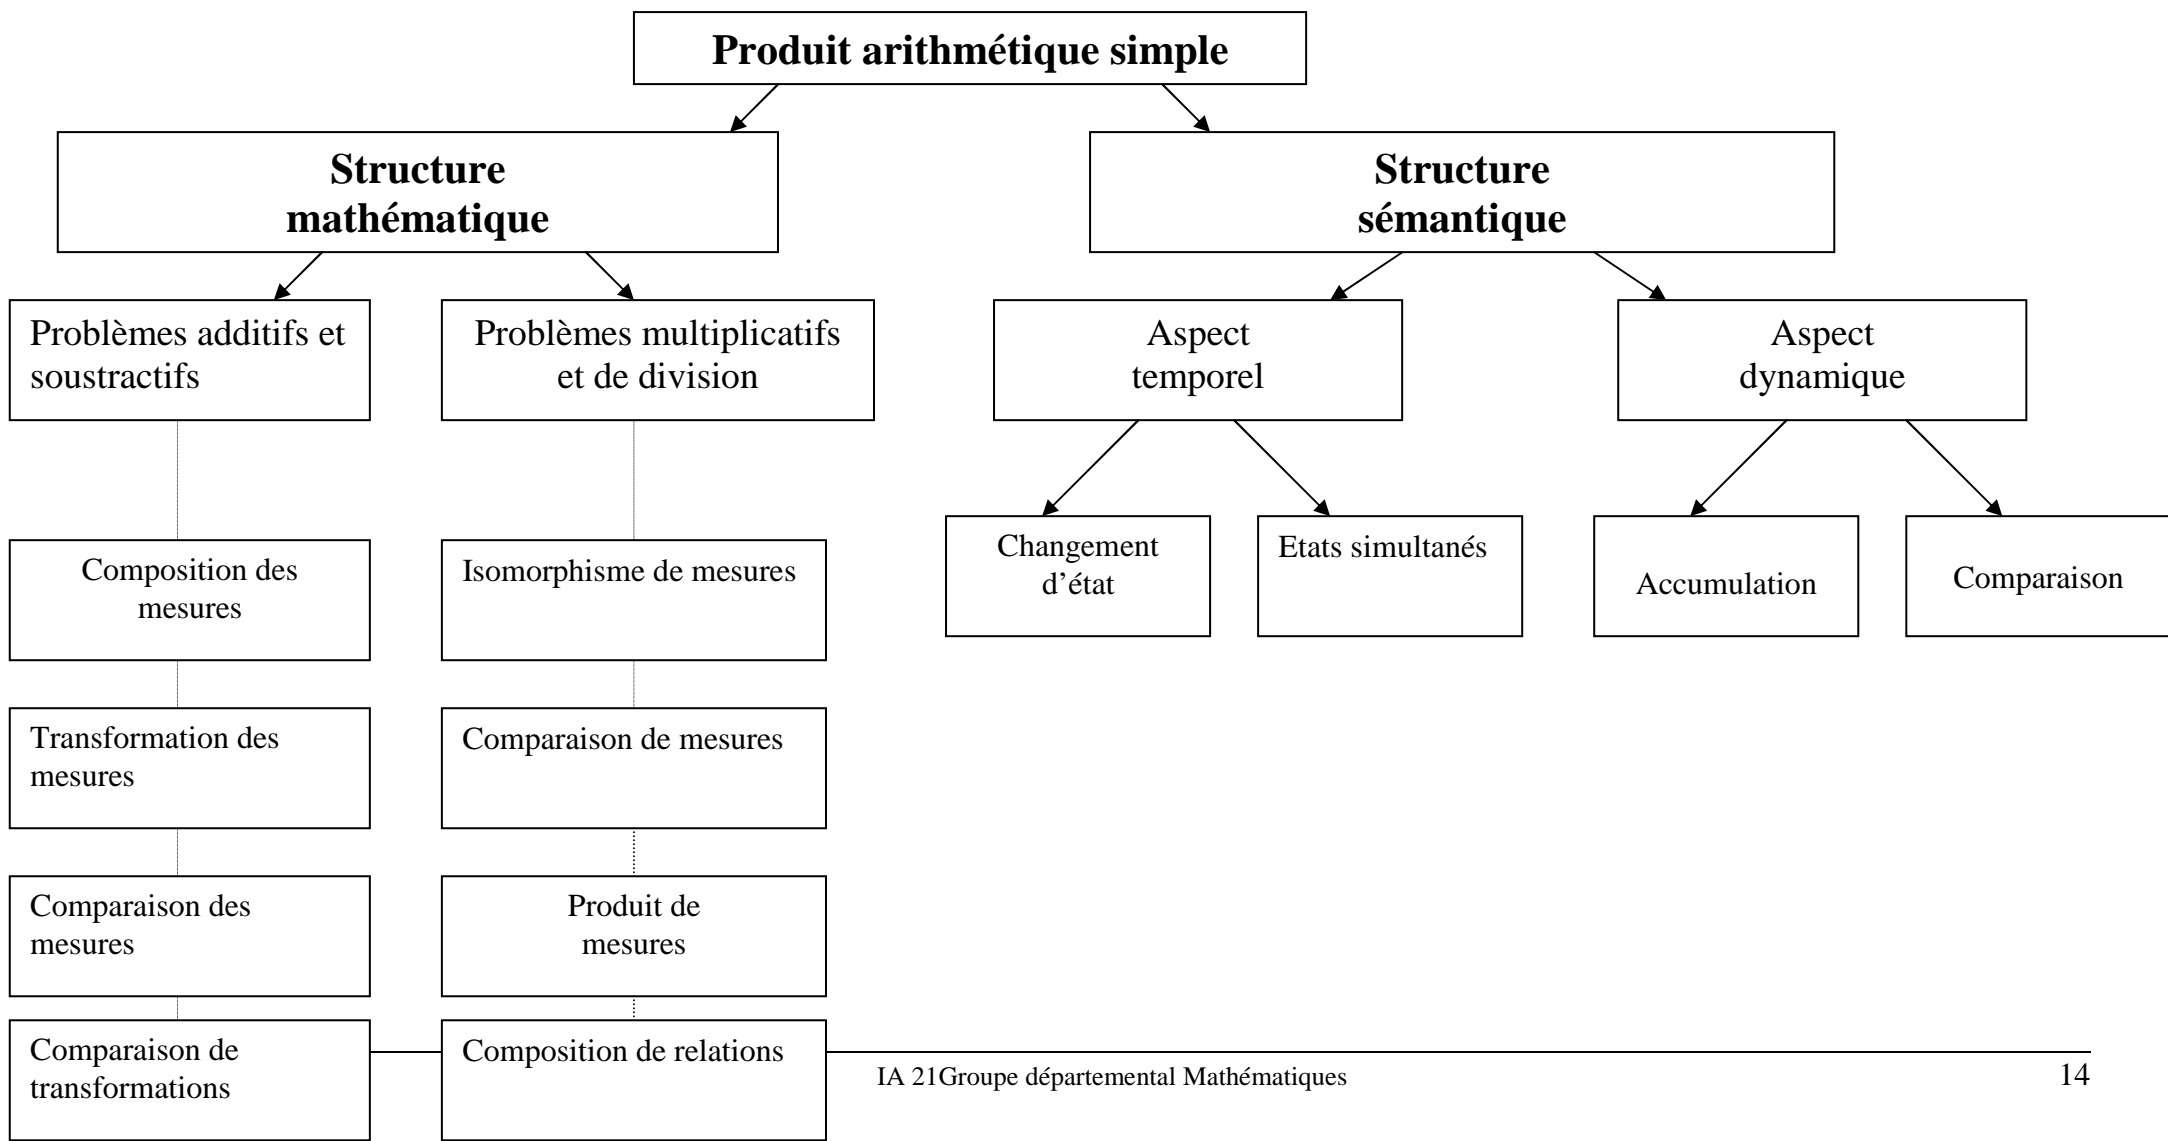 Produit arithmétique simple
Structure
mathématique
Structure
sémantique
Problèmes additifs et
soustractifs
Problèmes multiplicatifs
et de division
Aspect
temporel
Aspect
dynamique
Composition des
mesures
Isomorphisme de mesures
Changement
d’état
Etats simultanés
Accumulation
Comparaison
Transformation des
mesures
Comparaison de mesures
Comparaison des
mesures
Produit de
mesures
Comparaison de
transformations
Composition de relations
IA 21Groupe départemental Mathématiques
14